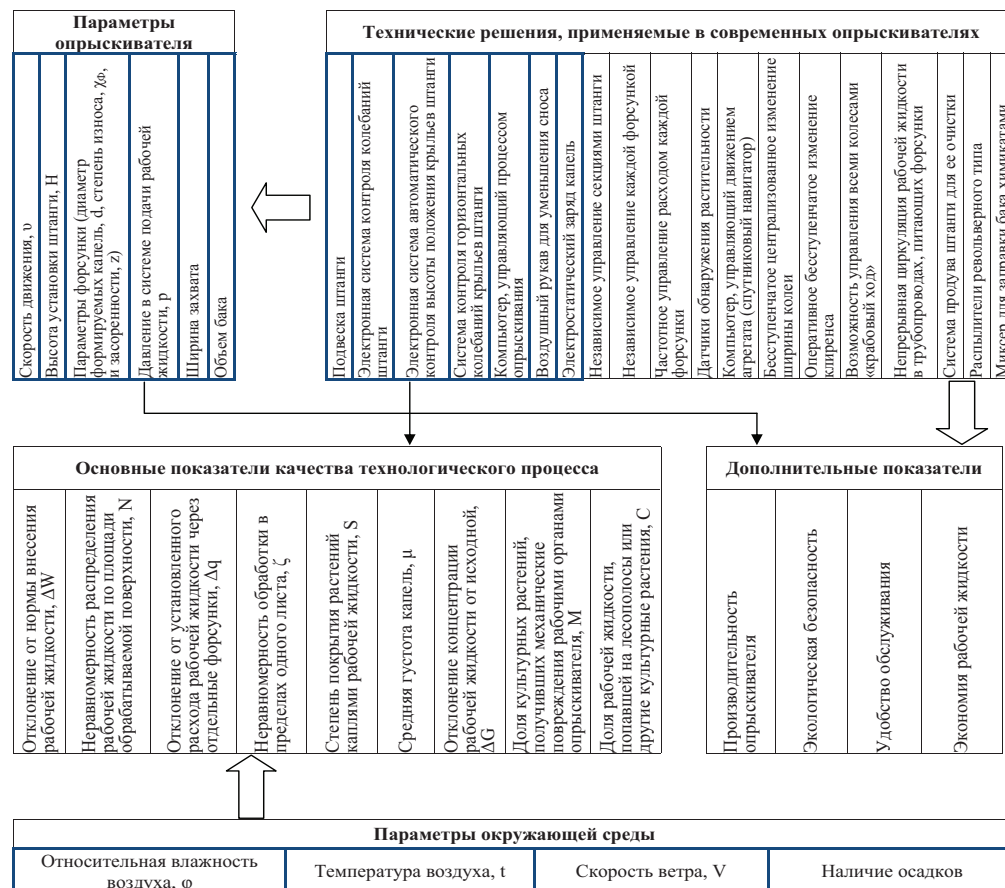 Параметры
опрыскивателя
Скорость движения, υ
Высота установки штанги, H
Параметры форсунки (диаметр
формируемых капель, d, степень износа, χФ,
и засоренности, z)
Давление в системе подачи рабочей
жидкости, p
Ширина захвата
Объем бака
Технические решения, применяемые в современных опрыскивателях
Подвеска штанги
Электронная система контроля колебаний
штанги
Электронная система автоматического
контроля высоты положения крыльев штанги
Система контроля горизонтальных
колебаний крыльев штанги
Компьютер, управляющий процессом
опрыскивания
Воздушный рукав для уменьшения сноса
Электростатический заряд капель
Независимое управление секциями штанги
Независимое управление каждой форсункой
Частотное управление расходом каждой
форсунки
Датчики обнаружения растительности
Компьютер, управляющий движением
агрегата (спутниковый навигатор)
Бесступенчатое централизованное изменение
ширины колеи
Оперативное бесступенчатое изменение
клиренса
Возможность управления всеми колесами
«крабовый ход»
Непрерывная циркуляция рабочей жидкости
в трубопроводах, питающих форсунки
Система продува штанги для ее очистки
Распылители револьверного типа
Миксер для заправки бака химикатами
Основные показатели качества технологического процесса
Отклонение от нормы внесения
рабочей жидкости, ΔW
Неравномерность распределения
рабочей жидкости по площади
обрабатываемой поверхности, N
Отклонение от установленного
расхода рабочей жидкости через
отдельные форсунки, Δq
Неравномерность обработки в
пределах одного листа, ζ
Степень покрытия растений
каплями рабочей жидкости, S
Средняя густота капель, μ
Отклонение концентрации
рабочей жидкости от исходной,
ΔG
Доля культурных растений,
получивших механические
повреждения рабочими органами
опрыскивателя, M
Доля рабочей жидкости,
попавшей на лесополосы или
другие культурные растения, C
Дополнительные показатели
Производительность
опрыскивателя
Экологическая безопасность
Удобство обслуживания
Экономия рабочей жидкости
Параметры окружающей среды
Относительная влажность
воздуха, φ
Температура воздуха, t
Скорость ветра, V
Наличие осадков